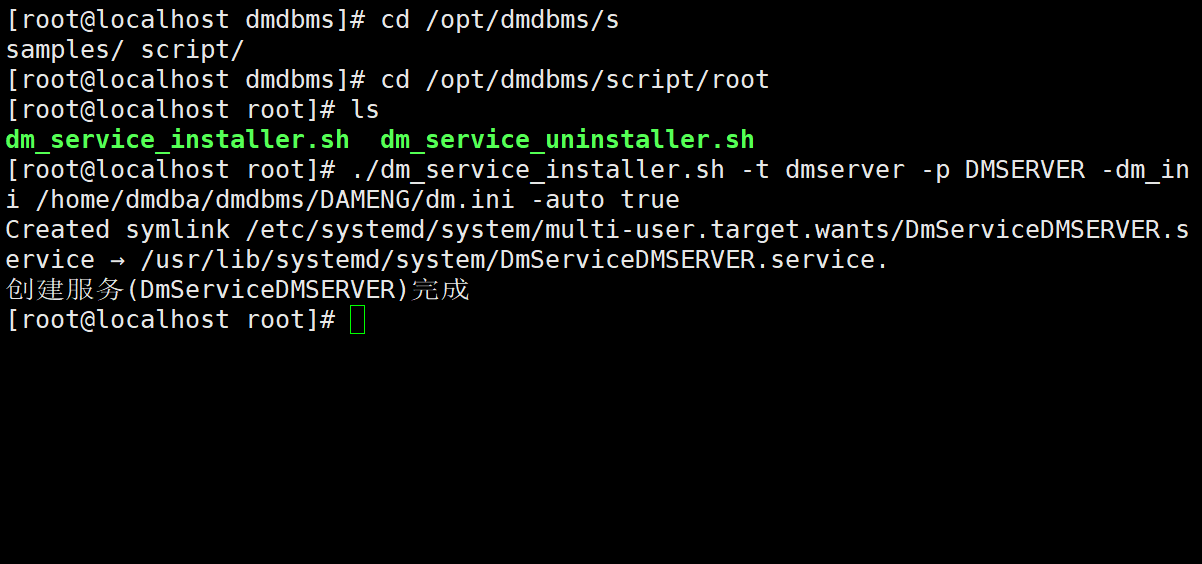 [root@localhost dmdbms]# cd /opt/dmdbms/s
samples/ script/
[root@localhost dmdbms]# cd /opt/dmdbms/script/root
[root@localhost root]# ls
dm_service_installer.sh  dm_service_uninstaller.sh
[root@localhost root]# ./dm_service_installer.sh -t dmserver -p DMSERVER -dm_in
i /home/dmdba/dmdbms/DAMENG/dm.ini -auto true
Created symlink /etc/systemd/system/multi-user.target.wants/DmServiceDMSERVER.s
ervice → /usr/lib/systemd/system/DmServiceDMSERVER.service.
创建服务(DmServiceDMSERVER)完成
[root@localhost root]#